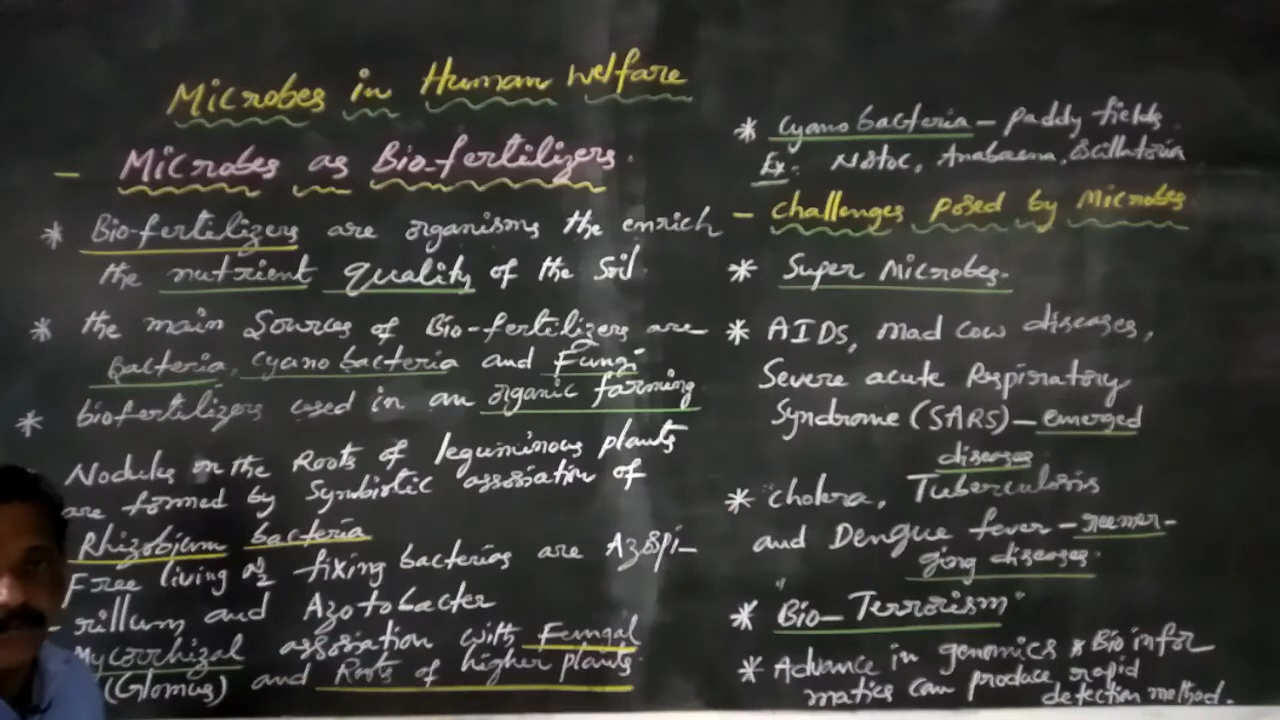 Microbes in Human Welfare
- Microbes as Bio-fertilizers.
* Bio-fertilizers are organisms the enrich
the nutrient quality of the Soil
* the main Sources of Bio-fertilizers are
bacteria, Cyano bacteria and Fungi
* biofertilizers used in an organic farming
Nodules on the Roots of leguminous plants
are formed by Symbiotic association of
Rhizobium bacteria
Free living N2 fixing bacterias are Azospi-
- rillum and Azotobacter
Mycorrhizal assosiation with Fungal
(Glomus) and Roots of higher plants
* Cyano bacteria - paddy fields.
Ex: Nostoc, Anabaena, Oscillatoria
- Challenges posed by Microbes
* Super Microbes.
* AIDS, Mad Cow diseases,
Severe acute Respiratory
Syndrome (SARS) - emerged
diseases
* Cholera, Tuberculosis
and Dengue fever - reemer-
ging diseases.
* "Bio-Terrorism"
* Advance in genomics & Bio infor
matics can produce rapid
detection method.